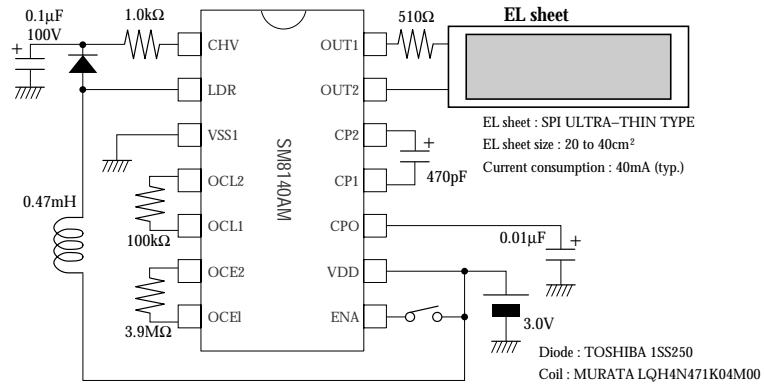 0.1μF
100V
+
1.0kΩ
CHV
LDR
VSS1
OCL2
OCL1
OCE2
OCE1
0.47mH
100kΩ
3.9MΩ
SM8140AM
OUT1
OUT2
CP2
CP1
CPO
VDD
ENA
510Ω
EL sheet
EL sheet : SPI ULTRA–THIN TYPE
EL sheet size : 20 to 40cm²
Current consumption : 40mA (typ.)
+
470pF
0.01μF
+
3.0V
Diode : TOSHIBA 1SS250
Coil : MURATA LQH4N471K04M00